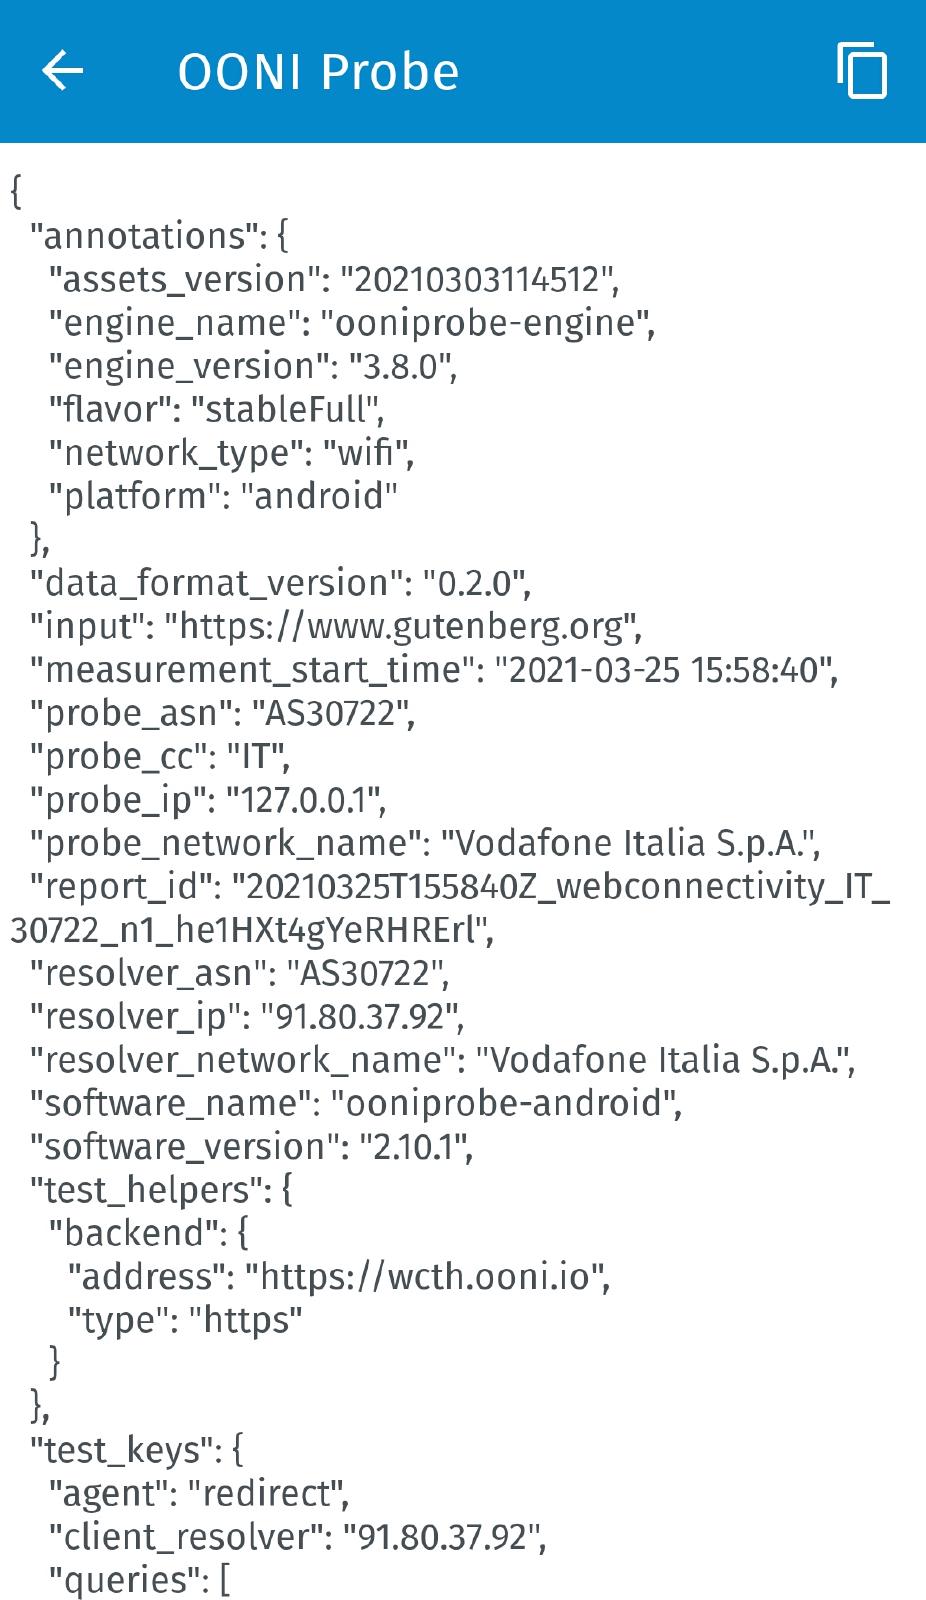 OONI Probe
{
"annotations": {
"assets_version": "20210303114512",
"engine_name": "ooniprobe-engine",
"engine_version": "3.8.0",
"flavor": "stableFull",
"network_type": "wifi",
"platform": "android"
},
"data_format_version": "0.2.0",
"input": "https://www.gutenberg.org",
"measurement_start_time": "2021-03-25 15:58:40",
"probe_asn": "AS30722",
"probe_cc": "IT",
"probe_ip": "127.0.0.1",
"probe_network_name": "Vodafone Italia S.p.A.",
"report_id": "20210325T155840Z_webconnectivity_IT_
30722_n1_he1HXt4gYeRHRErl",
"resolver_asn": "AS30722",
"resolver_ip": "91.80.37.92",
"resolver_network_name": "Vodafone Italia S.p.A.",
"software_name": "ooniprobe-android",
"software_version": "2.10.1",
"test_helpers": {
"backend": {
"address": "https://wcth.ooni.io",
"type": "https"
}
},
"test_keys": {
"agent": "redirect",
"client_resolver": "91.80.37.92",
"queries": [